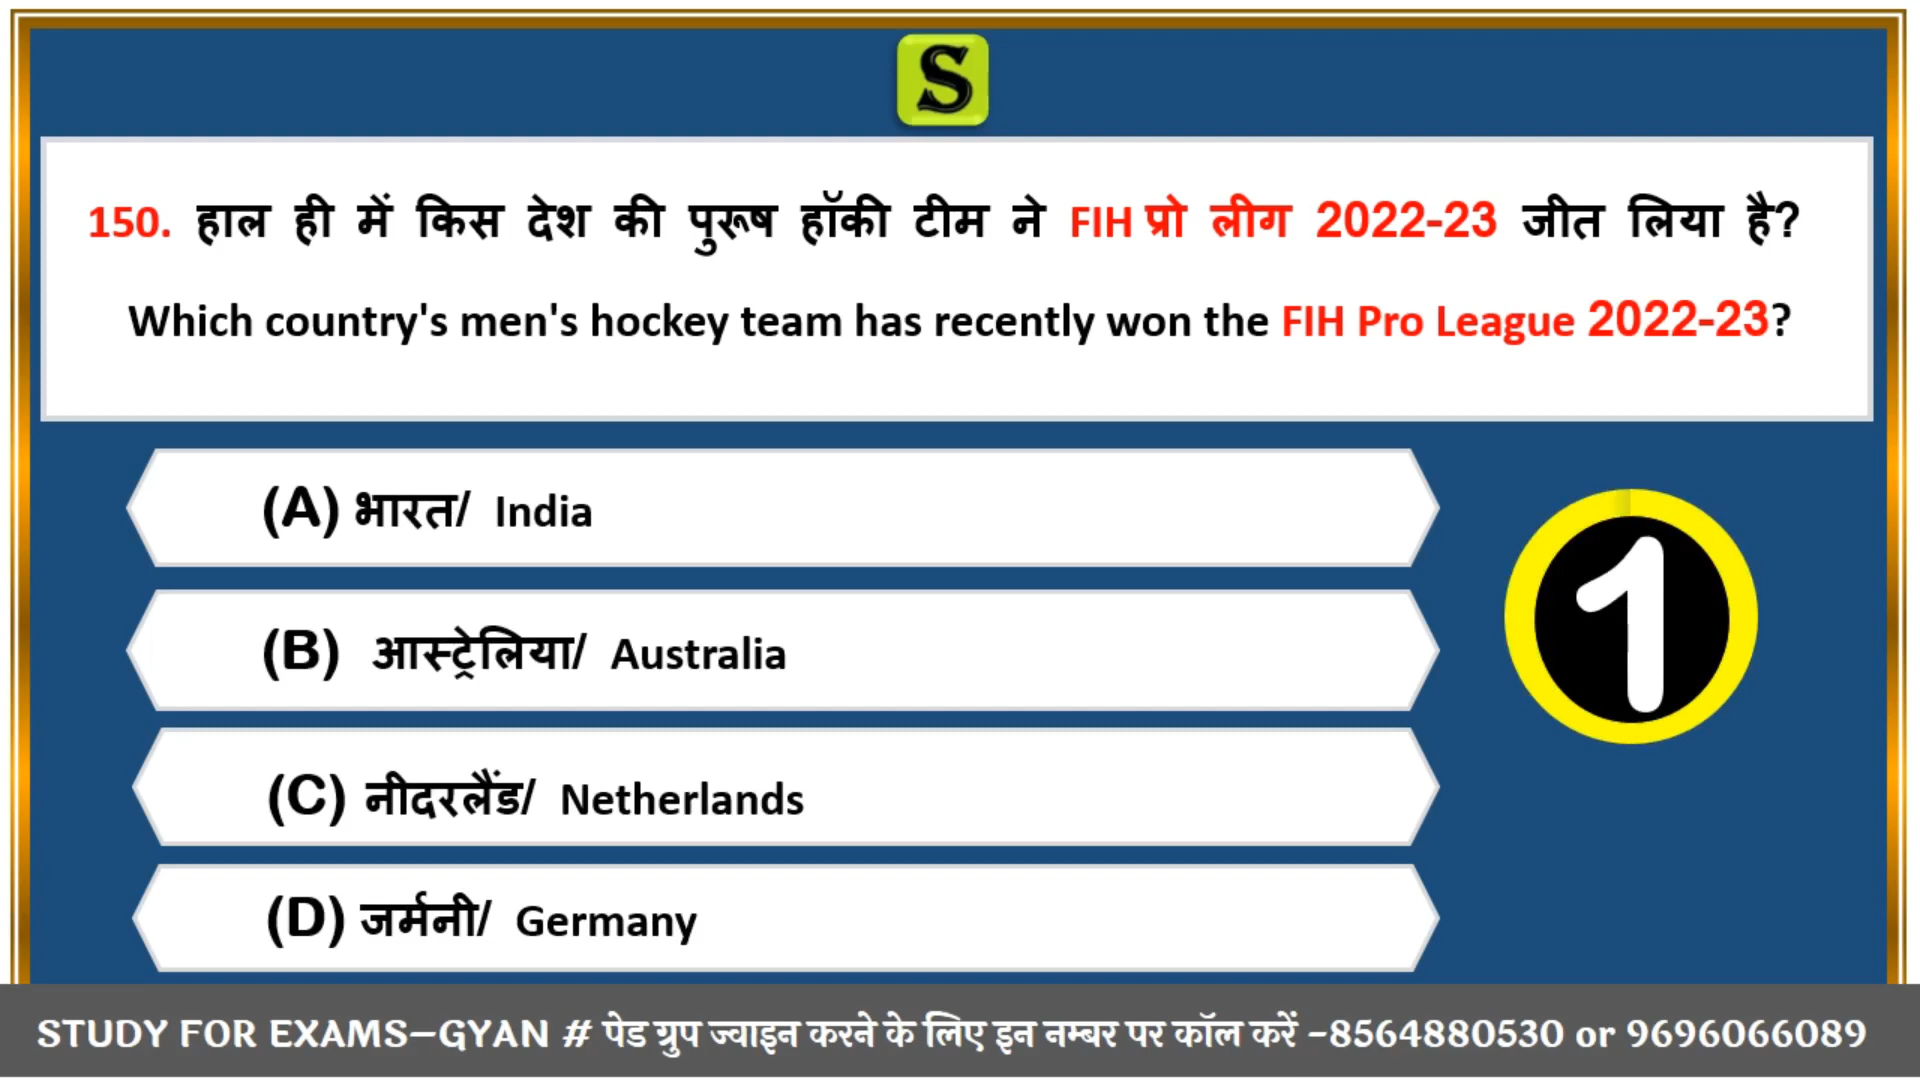 S
150. हाल ही में किस देश की पुरूष हॉकी टीम ने FIH प्रो लीग 2022-23 जीत लिया है?
Which country's men's hockey team has recently won the FIH Pro League 2022-23?
(A) भारत/ India
(B) आस्ट्रेलिया/ Australia
(C) नीदरलैंड/ Netherlands
(D) जर्मनी/ Germany
1
STUDY FOR EXAMS–GYAN # पेड ग्रुप ज्वाइन करने के लिए इन नम्बर पर कॉल करें -8564880530 or 9696066089